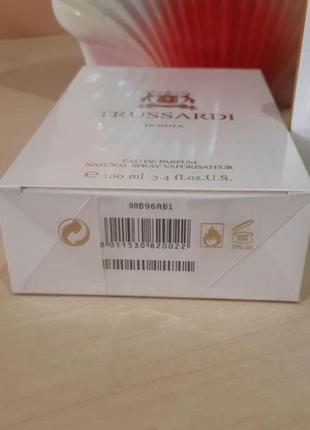 TRUSSARDI
DONNA
EAU DE PARFUM
NATURAL SPRAY VAPORISATEUR
℮ 100 ml 3.4 fl.oz.U.S.
00B96AB1
8 011530 820022